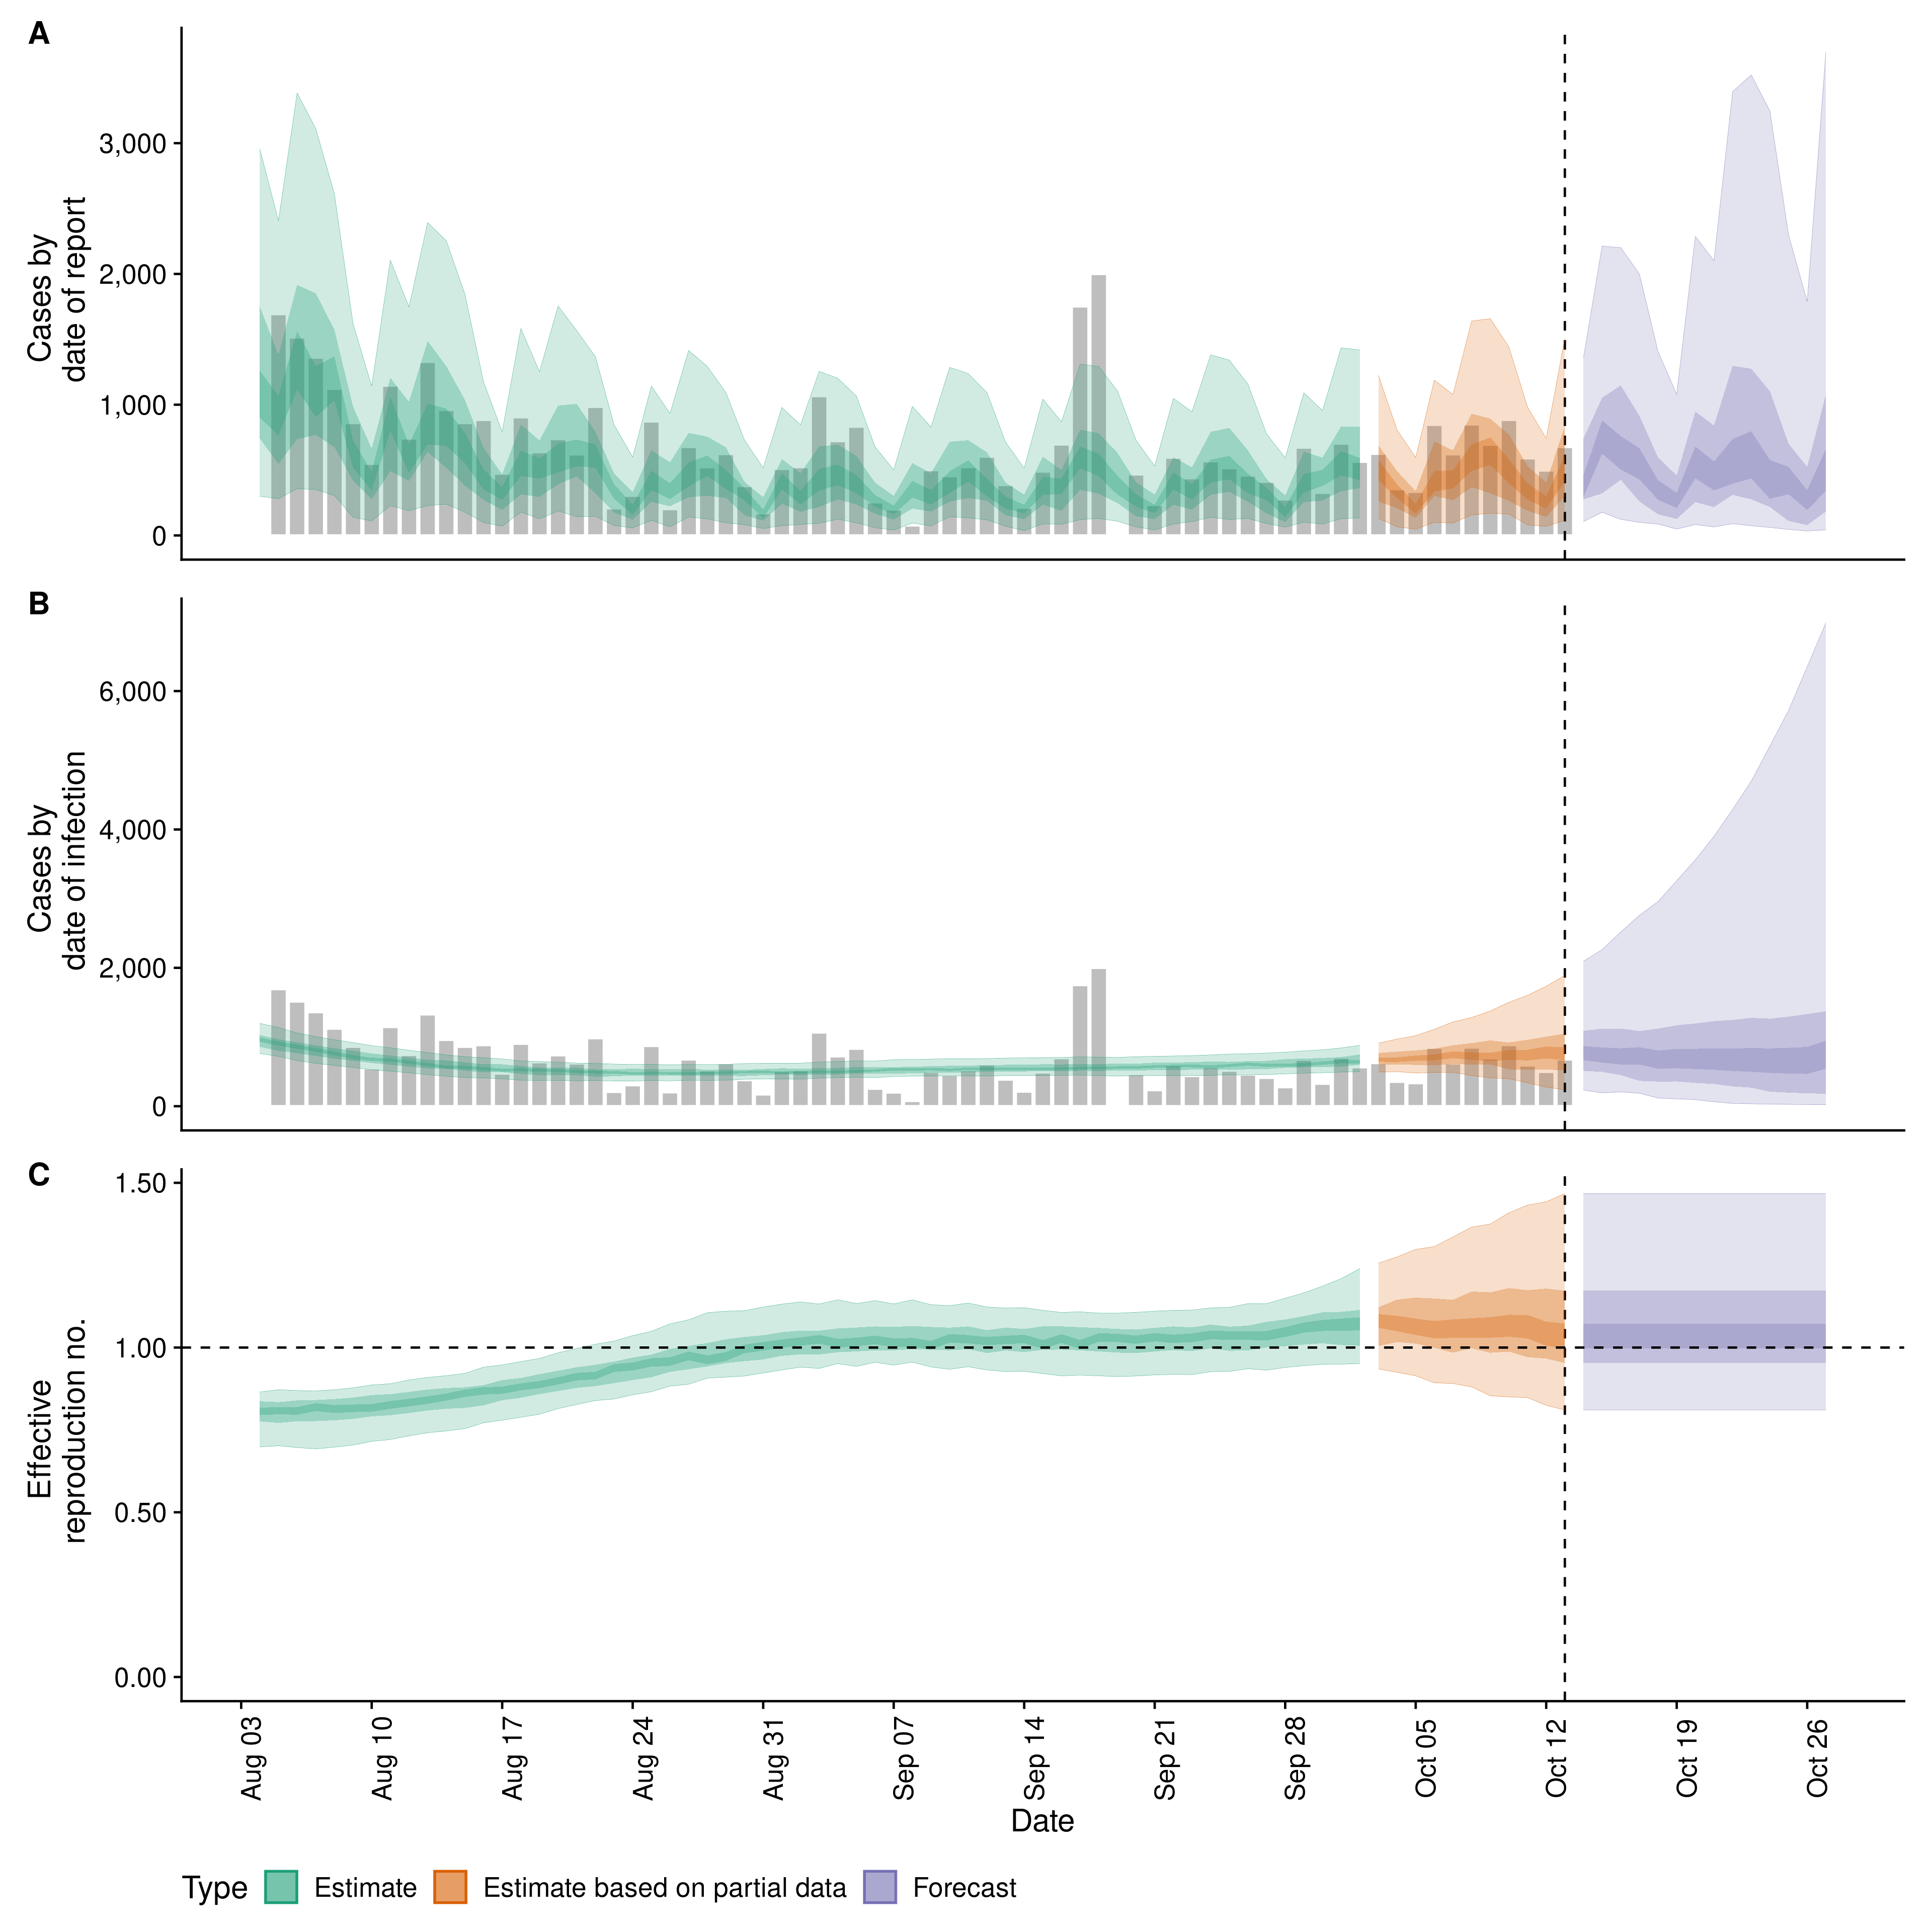 A
Cases by
date of report
3,000
2,000
1,000
0
B
Cases by
date of infection
6,000
4,000
2,000
0
C
Effective
reproduction no.
1.50
1.00
0.50
0.00
Aug 03
Aug 10
Aug 17
Aug 24
Aug 31
Sep 07
Sep 14
Sep 21
Sep 28
Oct 05
Oct 12
Oct 19
Oct 26
Date
Type Estimate Estimate based on partial data Forecast